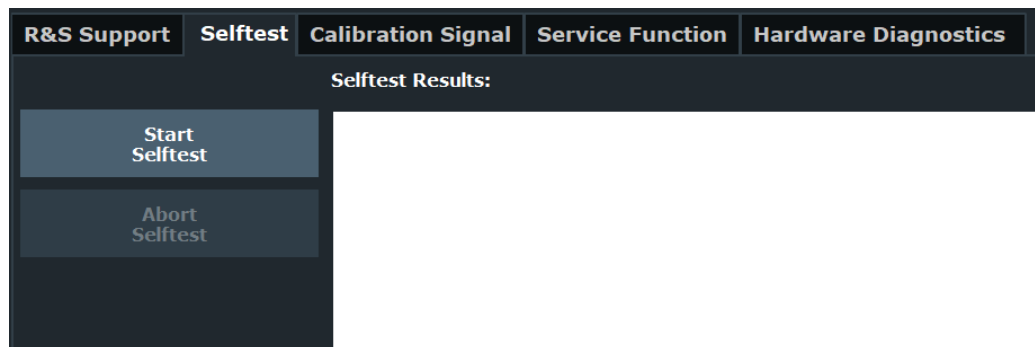 R&S Support Selftest Calibration Signal Service Function Hardware Diagnostics
Selftest Results:
Start
Selftest
Abort
Selftest